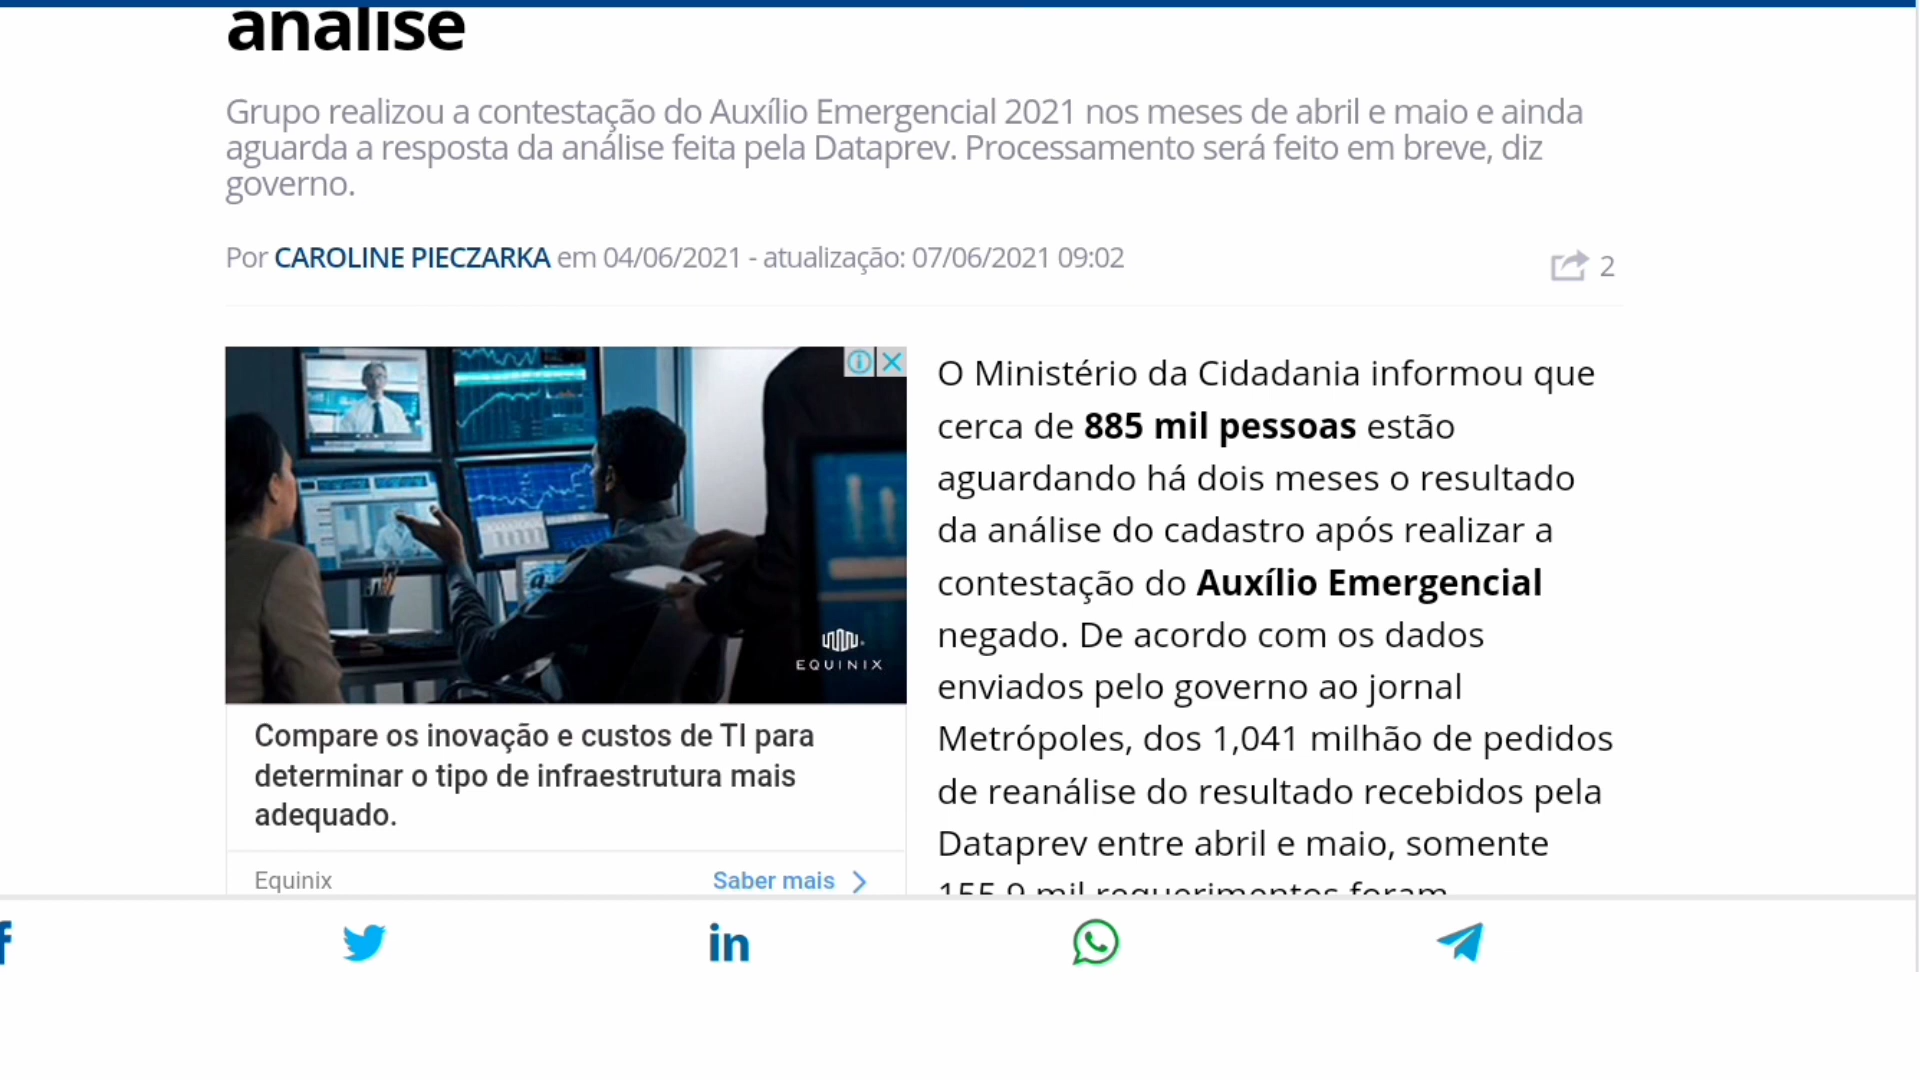 análise
Grupo realizou a contestação do Auxílio Emergencial 2021 nos meses de abril e maio e ainda
aguarda a resposta da análise feita pela Dataprev. Processamento será feito em breve, diz
governo.
Por CAROLINE PIECZARKA em 04/06/2021 - atualização: 07/06/2021 09:02
2
EQUINIX
Compare os inovação e custos de TI para
determinar o tipo de infraestrutura mais
adequado.
Equinix
Saber mais
O Ministério da Cidadania informou que
cerca de 885 mil pessoas estão
aguardando há dois meses o resultado
da análise do cadastro após realizar a
contestação do Auxílio Emergencial
negado. De acordo com os dados
enviados pelo governo ao jornal
Metrópoles, dos 1,041 milhão de pedidos
de reanálise do resultado recebidos pela
Dataprev entre abril e maio, somente
155,9 mil requerimentos foram